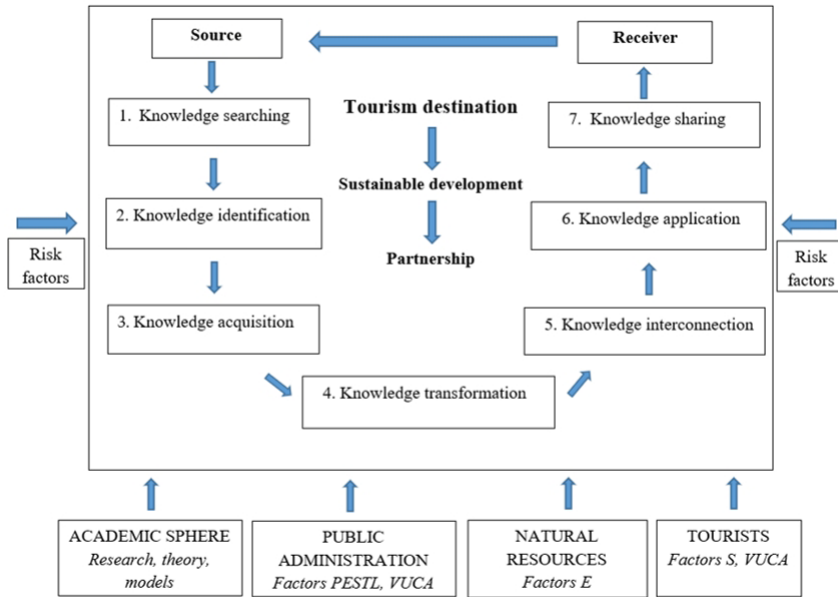 Source
Receiver
1. Knowledge searching
Tourism destination
7. Knowledge sharing
Sustainable development
2. Knowledge identification
6. Knowledge application
Partnership
Risk
factors
Risk
factors
3. Knowledge acquisition
5. Knowledge interconnection
4. Knowledge transformation
ACADEMIC SPHERE
Research, theory,
models
PUBLIC
ADMINISTRATION
Factors PESTL, VUCA
NATURAL
RESOURCES
Factors E
TOURISTS
Factors S, VUCA